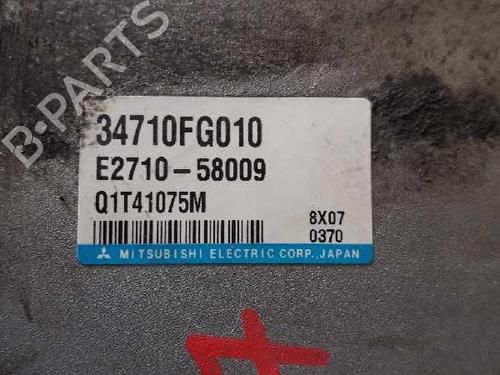 34710FG010
E2710-58009
Q1T41075M
8X07
0370
MITSUBISHI ELECTRIC CORP., JAPAN
B-PARTS